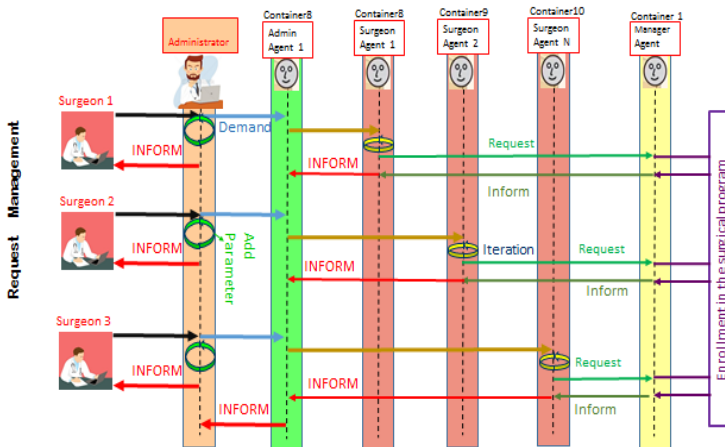 Container8
Container8
Container9
Container10
Container 1
Administrator
Admin
Agent 1
Surgeon
Agent 1
Surgeon
Agent 2
Surgeon
Agent N
Manager
Agent
Request Management
Surgeon 1
Demand
INFORM
INFORM
Request
Inform
Surgeon 2
INFORM
Add
Parameter
INFORM
Iteration
Request
Inform
Surgeon 3
INFORM
INFORM
INFORM
Request
Inform
Enrollment in the surgical program